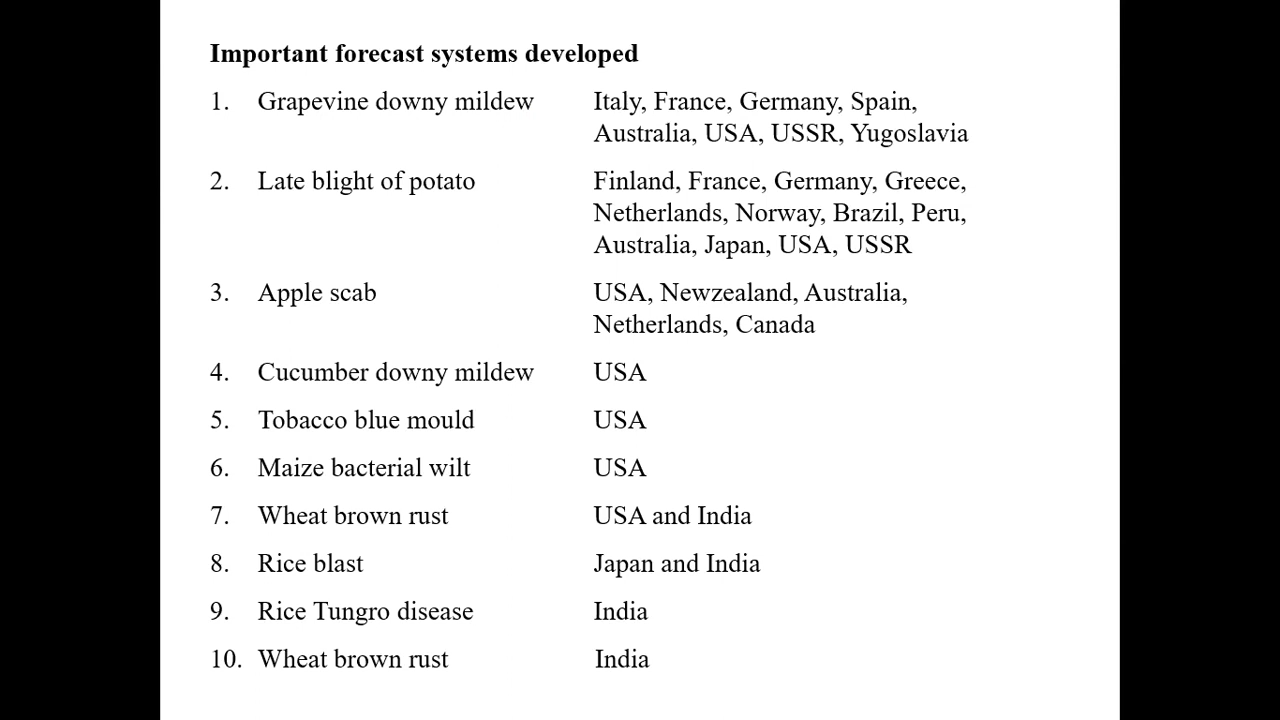 Important forecast systems developed
1. Grapevine downy mildew Italy, France, Germany, Spain,
Australia, USA, USSR, Yugoslavia
2. Late blight of potato Finland, France, Germany, Greece,
Netherlands, Norway, Brazil, Peru,
Australia, Japan, USA, USSR
3. Apple scab USA, Newzealand, Australia,
Netherlands, Canada
4. Cucumber downy mildew USA
5. Tobacco blue mould USA
6. Maize bacterial wilt USA
7. Wheat brown rust USA and India
8. Rice blast Japan and India
9. Rice Tungro disease India
10. Wheat brown rust India